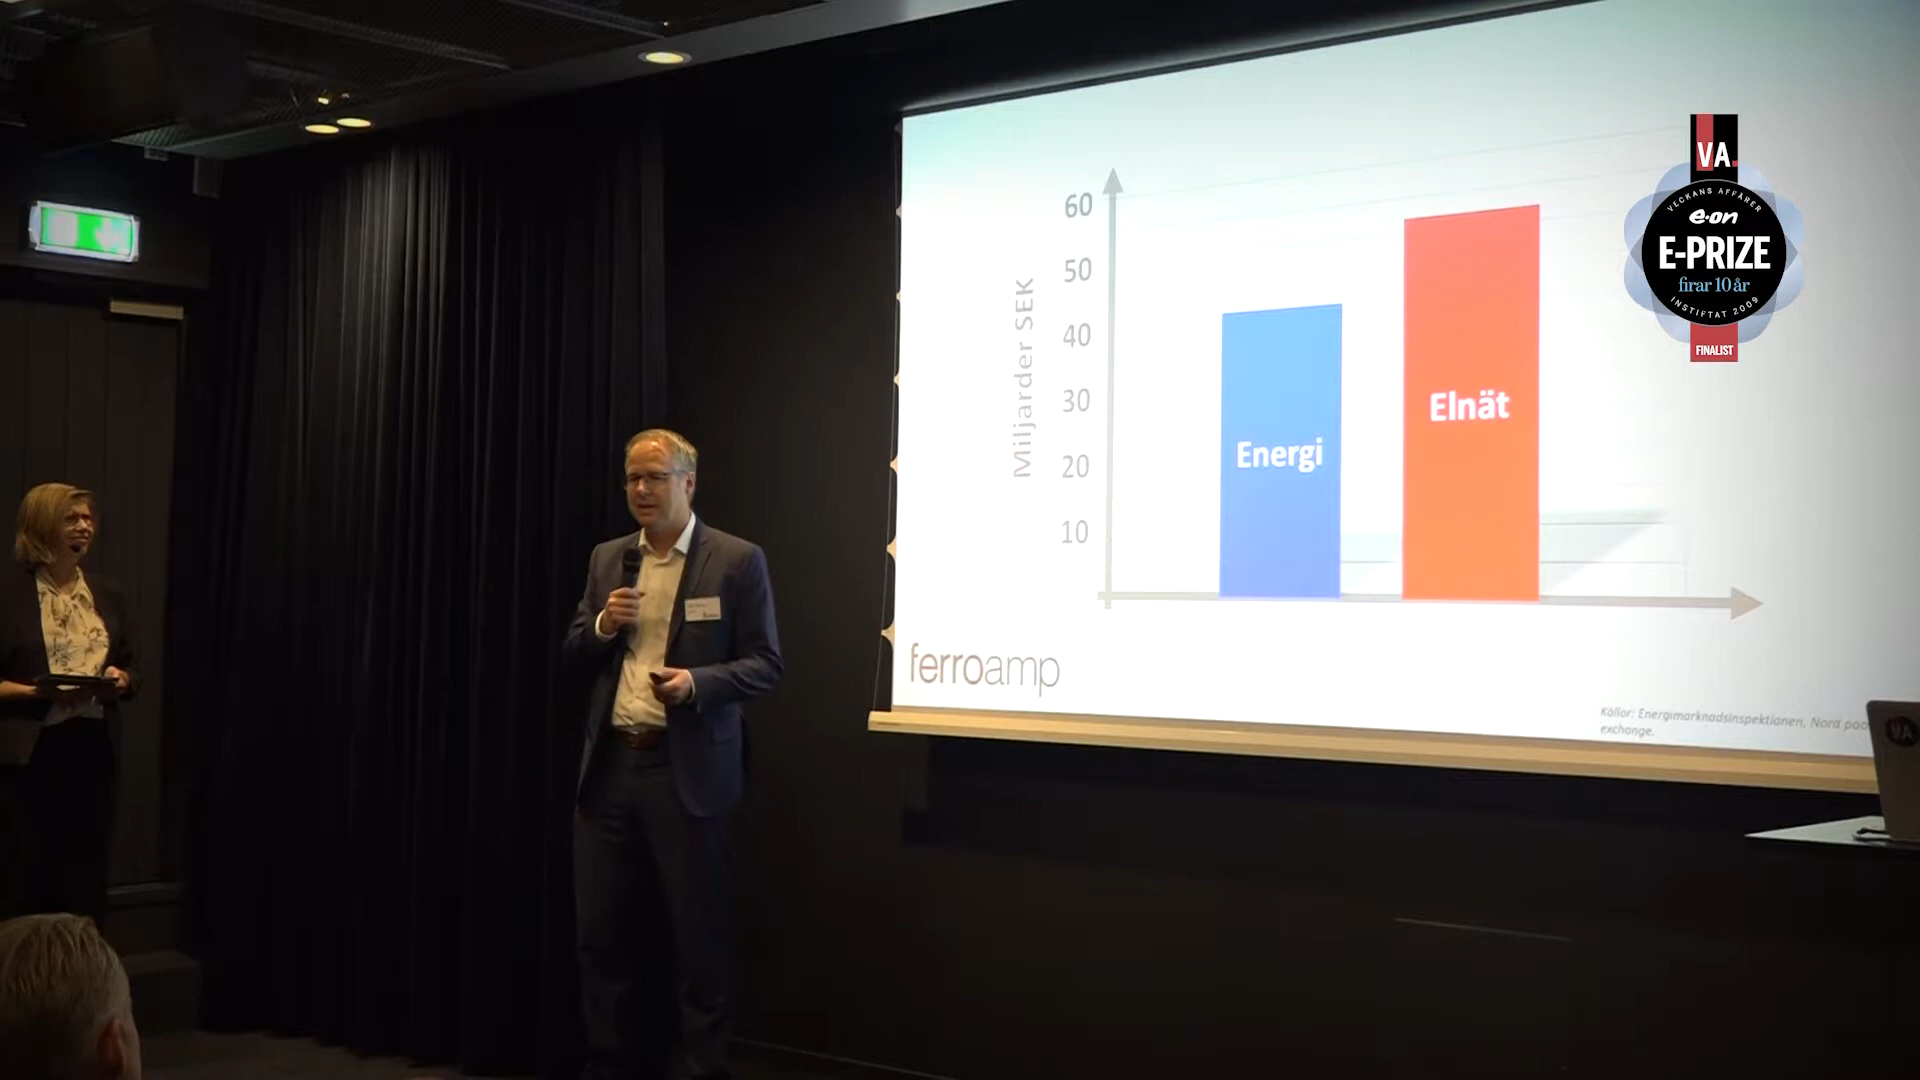 60
50
40
30
20
10
Miljarder SEK
Energi
Elnät
ferroamp
Källor: Energimarknadsinspektionen, Nord
exchange.
VA.
VECKANS AFFÄRER
e.on
E-PRIZE
firar 10 år
INSTIFTAT 2009
FINALIST
VA